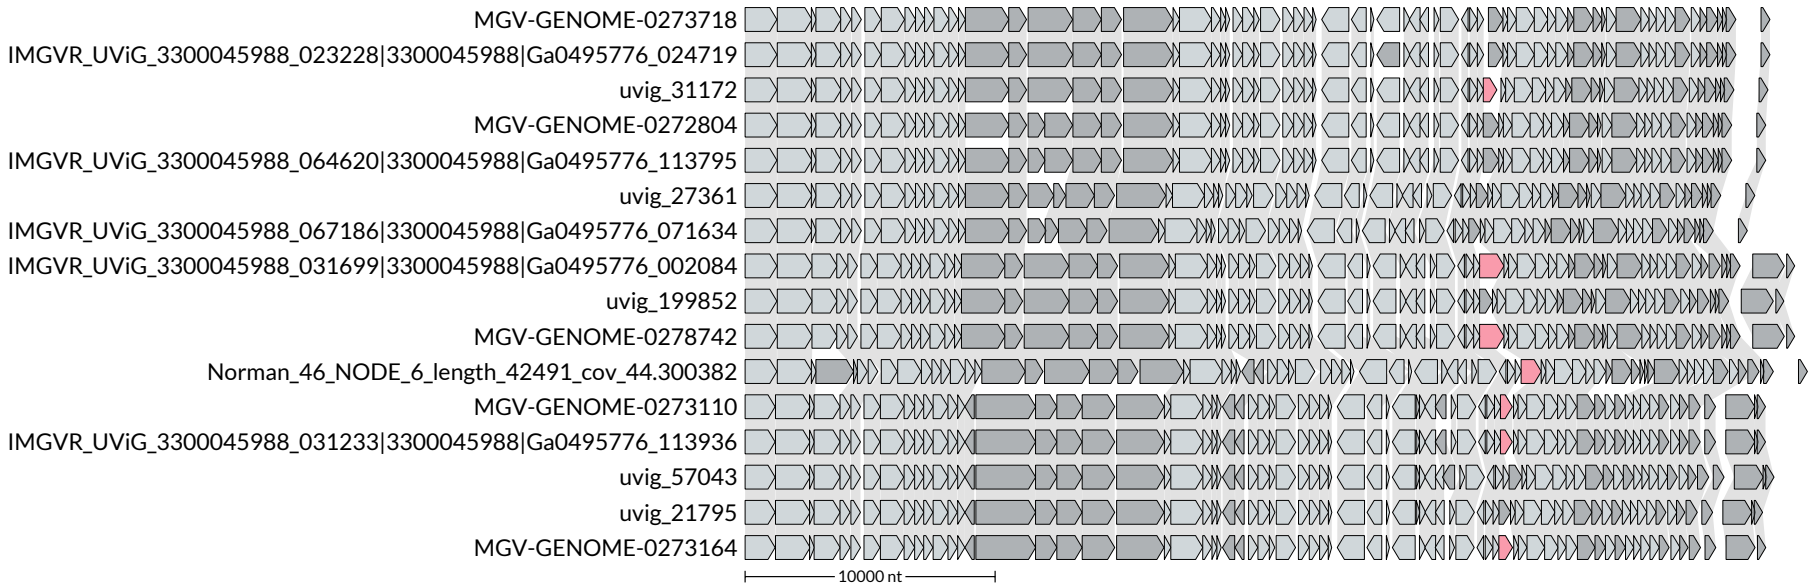 MGV-GENOME-0273718
IMGVR_UViG_3300045988_023228|3300045988|Ga0495776_024719
uvig_31172
MGV-GENOME-0272804
IMGVR_UViG_3300045988_064620|3300045988|Ga0495776_113795
uvig_27361
IMGVR_UViG_3300045988_067186|3300045988|Ga0495776_071634
IMGVR_UViG_3300045988_031699|3300045988|Ga0495776_002084
uvig_199852
MGV-GENOME-0278742
Norman_46_NODE_6_length_42491_cov_44.300382
MGV-GENOME-0273110
IMGVR_UViG_3300045988_031233|3300045988|Ga0495776_113936
uvig_57043
uvig_21795
MGV-GENOME-0273164
10000 nt